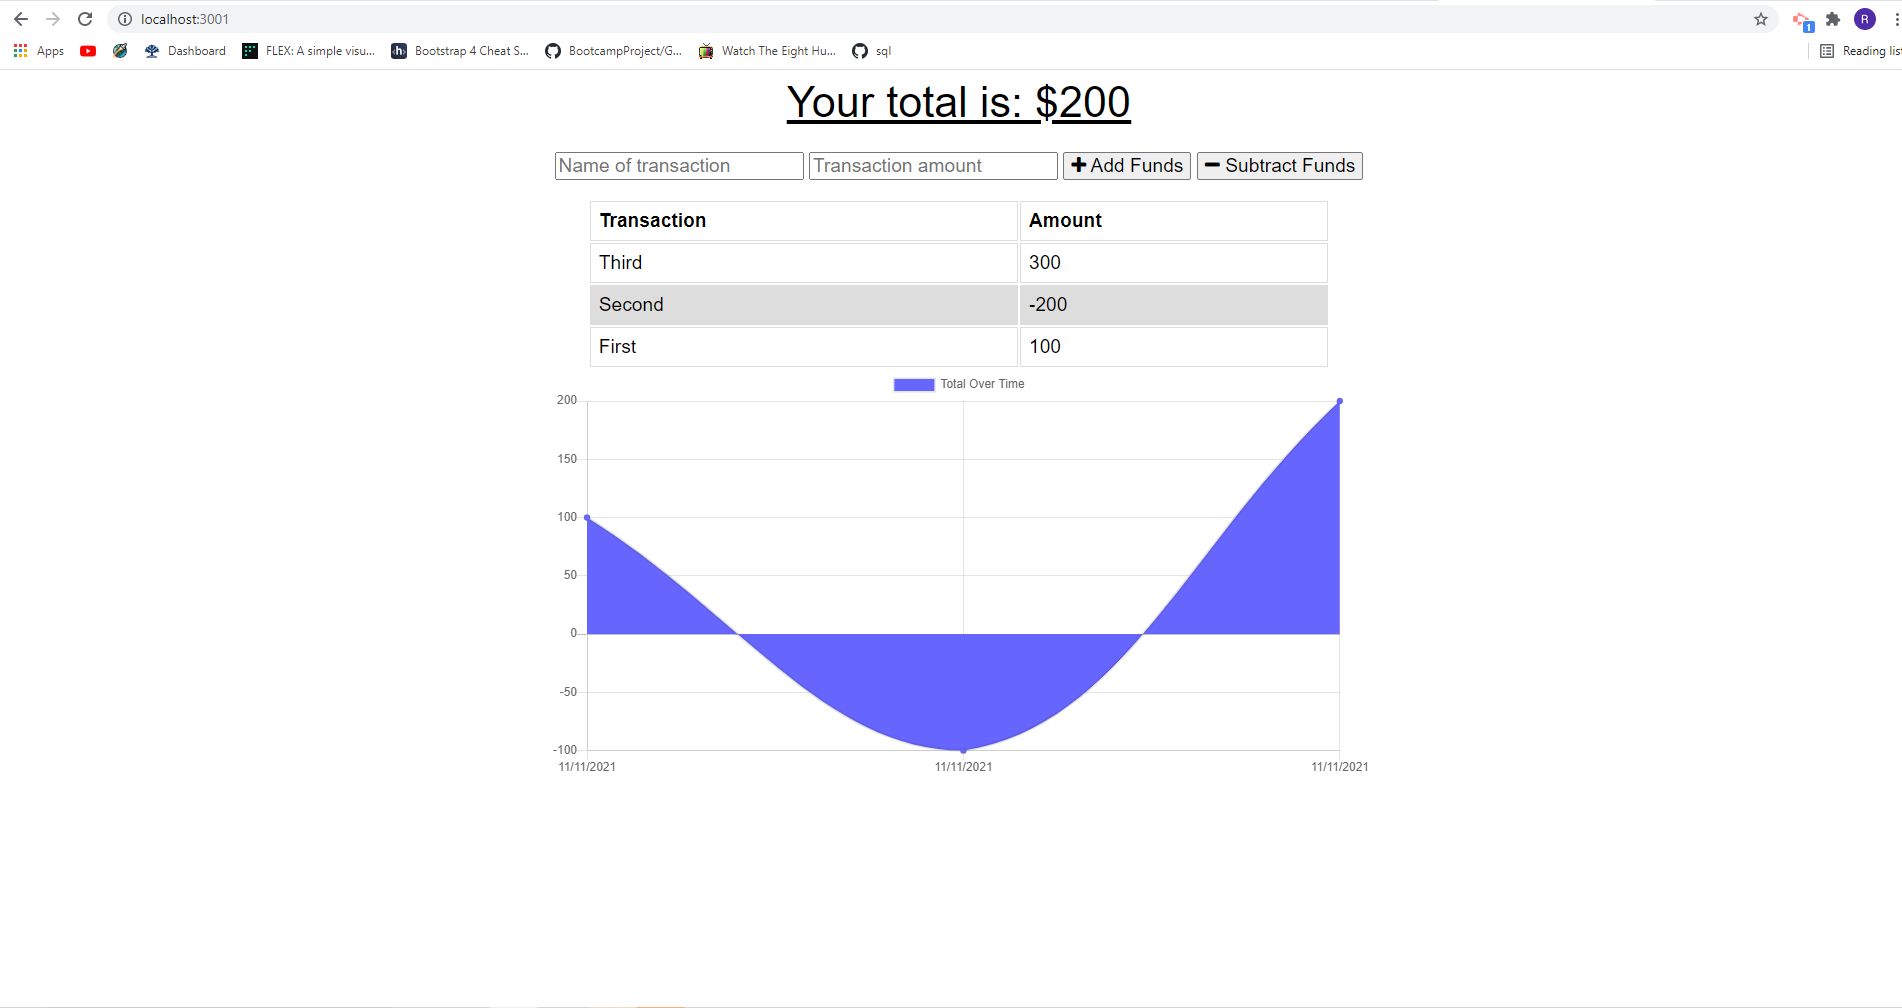 localhost:3001
R
1
Apps
Dashboard
FLEX: A simple visu...
Bootstrap 4 Cheat S...
BootcampProject/G...
Watch The Eight Hu...
sql
Reading lis
Your total is: $200
Name of transaction Transaction amount Add Funds Subtract Funds
Transaction Amount
Third 300
Second -200
First 100
Total Over Time
200
150
100
50
0
-50
-100
11/11/2021 11/11/2021 11/11/2021